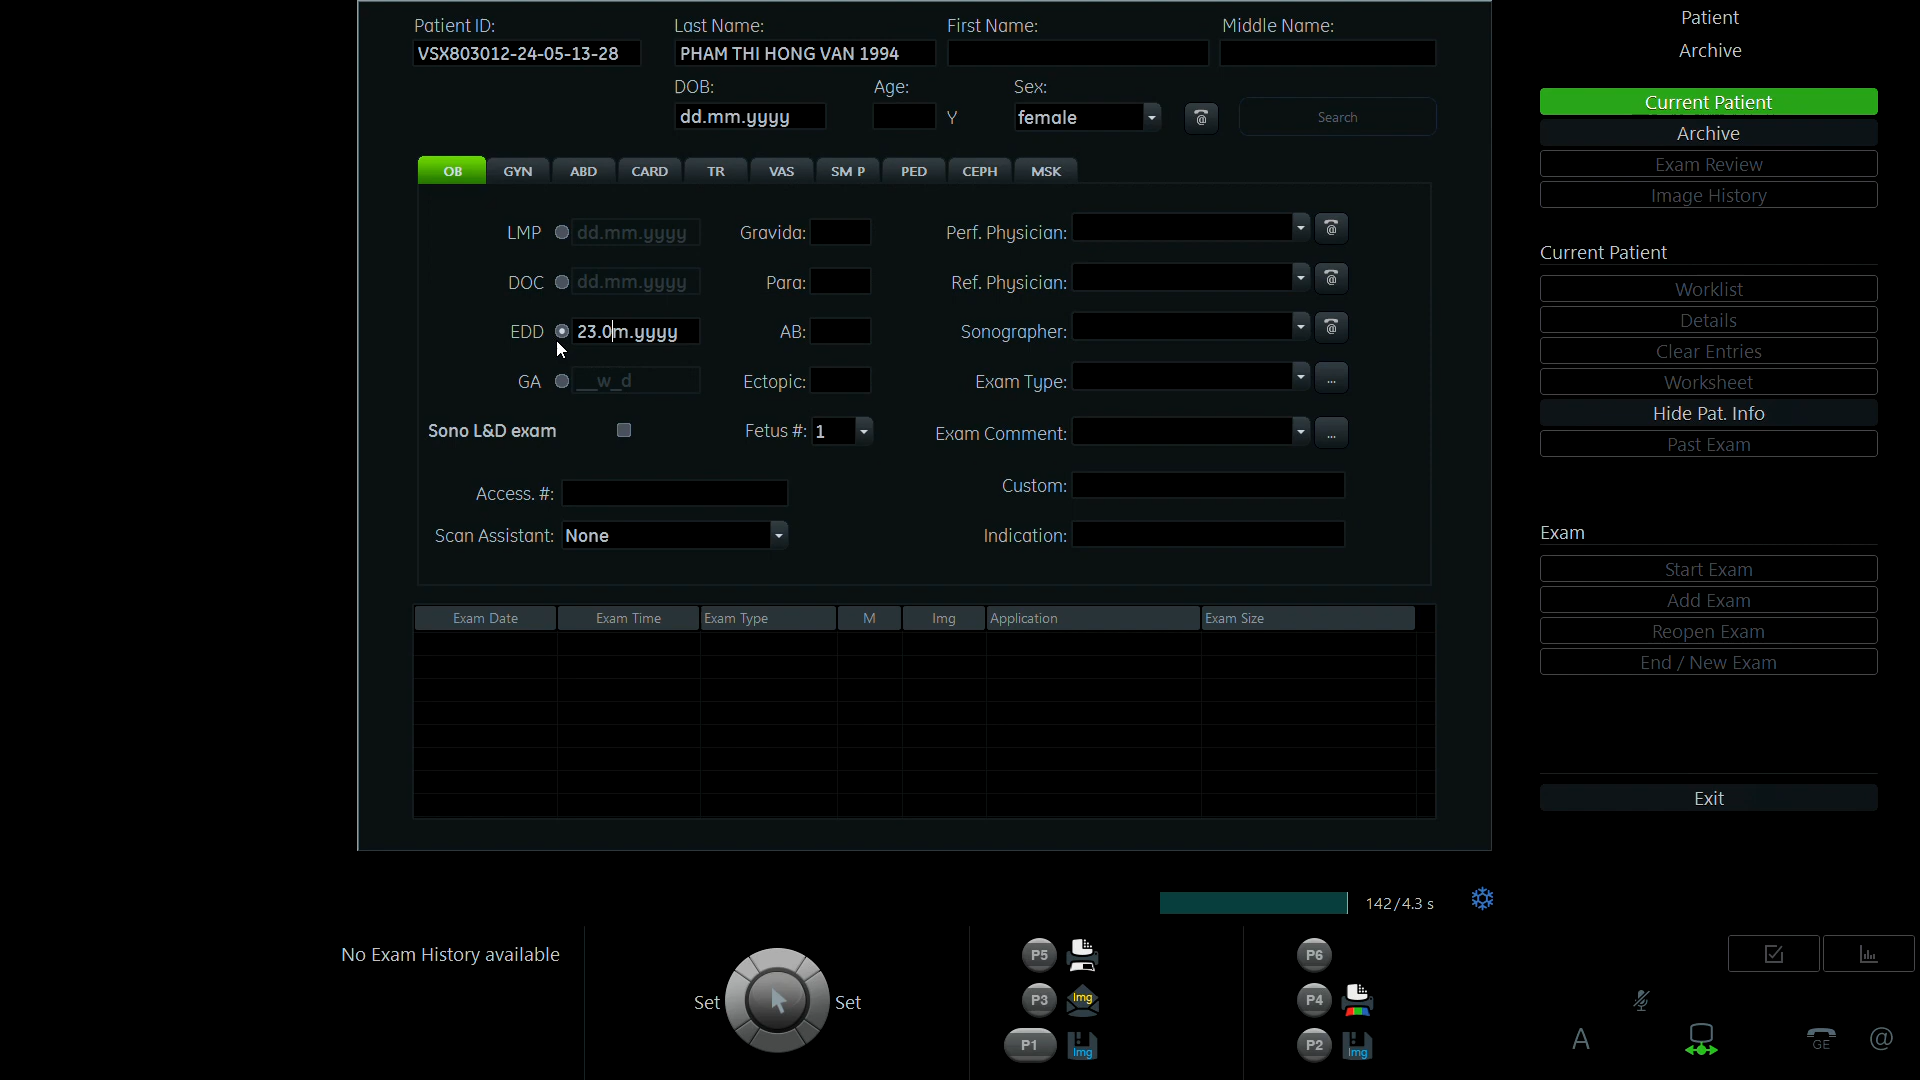 Patient ID: Last Name: First Name: Middle Name:
VSX803012-24-05-13-28 PHAM THI HONG VAN 1994
DOB: Age: Sex:
dd.mm.yyyy Y female Search
OB GYN ABD CARD TR VAS SM P PED CEPH MSK
LMP dd.mm.yyyy Gravida: Perf. Physician: @
DOC dd.mm.yyyy Para: Ref. Physician: @
EDD 23.0m.yyyy AB: Sonographer: @
GA __w_d Ectopic: Exam Type: ...
Sono L&D exam Fetus #: 1 Exam Comment: ...
Access. #: Custom:
Scan Assistant: None Indication:
Exam Date Exam Time Exam Type M Img Application Exam Size
142/4.3 s
No Exam History available
Set Set
P5
P3 Img
P1 Img
P6
P4
P2 Img
Patient
Archive
Current Patient
Archive
Exam Review
Image History
Current Patient
Worklist
Details
Clear Entries
Worksheet
Hide Pat. Info
Past Exam
Exam
Start Exam
Add Exam
Reopen Exam
End / New Exam
Exit
A GE @